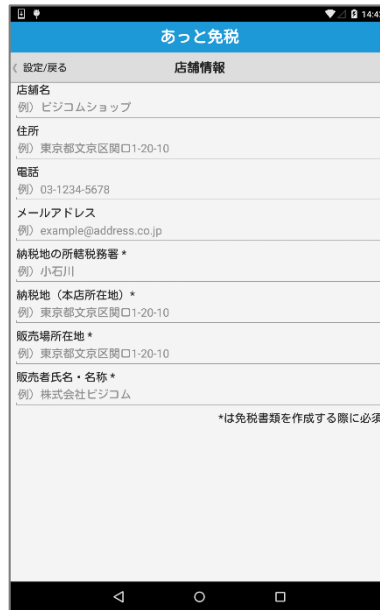 14:43
あっと免税
〈 設定/戻る
店舗情報
店舗名
例）ビジコムショップ
住所
例）東京都文京区関口1-20-10
電話
例）03-1234-5678
メールアドレス
例）example@address.co.jp
納税地の所轄税務署 *
例）小石川
納税地（本店所在地）*
例）東京都文京区関口1-20-10
販売場所在地 *
例）東京都文京区関口1-20-10
販売者氏名・名称 *
例）株式会社ビジコム
*は免税書類を作成する際に必須